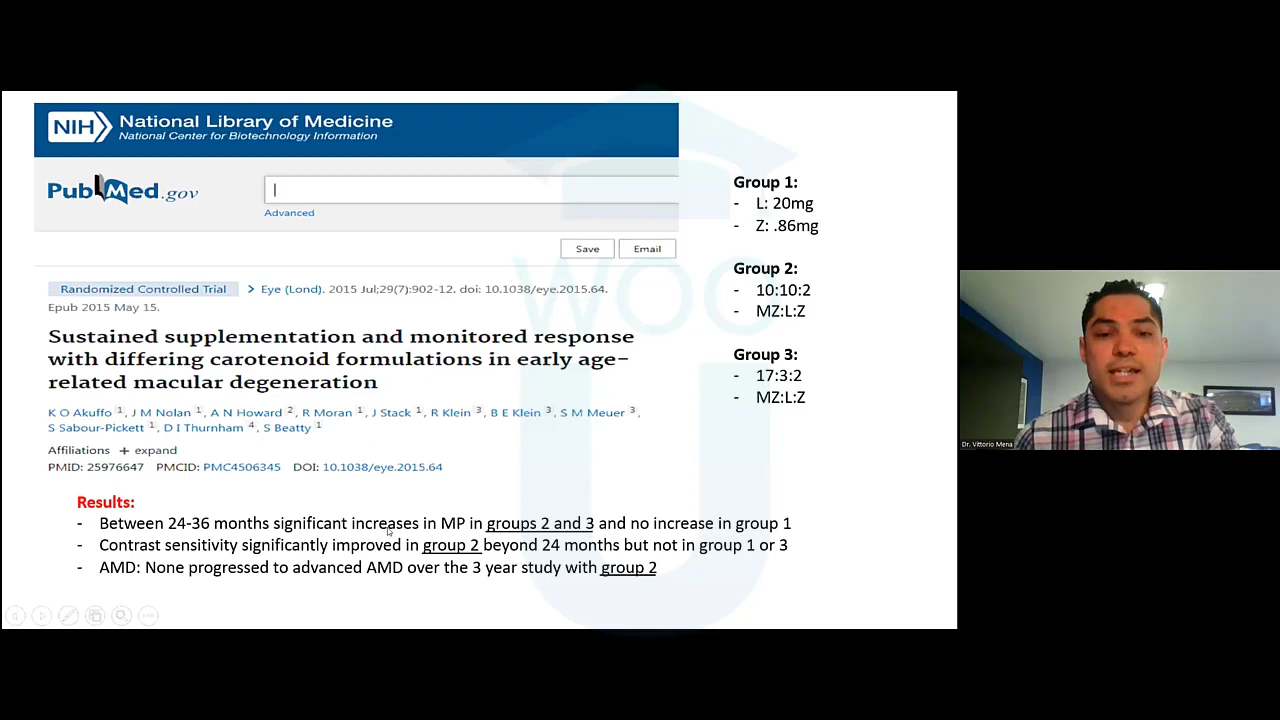 NIH National Library of Medicine
National Center for Biotechnology Information
PubMed.gov
Advanced
Save Email
Randomized Controlled Trial > Eye (Lond). 2015 Jul;29(7):902-12. doi: 10.1038/eye.2015.64.
Epub 2015 May 15.
Sustained supplementation and monitored response
with differing carotenoid formulations in early age-
related macular degeneration
K O Akuffo 1, J M Nolan 1, A N Howard 2, R Moran 1, J Stack 1, R Klein 3, B E Klein 3, S M Meuer 3,
S Sabour-Pickett 1, D I Thurnham 4, S Beatty 1
Affiliations + expand
PMID: 25976647 PMCID: PMC4506345 DOI: 10.1038/eye.2015.64
Group 1:
- L: 20mg
- Z: .86mg
Group 2:
- 10:10:2
- MZ:L:Z
Group 3:
- 17:3:2
- MZ:L:Z
Results:
- Between 24-36 months significant increases in MP in groups 2 and 3 and no increase in group 1
- Contrast sensitivity significantly improved in group 2 beyond 24 months but not in group 1 or 3
- AMD: None progressed to advanced AMD over the 3 year study with group 2
WOC
U
Dr. Vittorio Mena